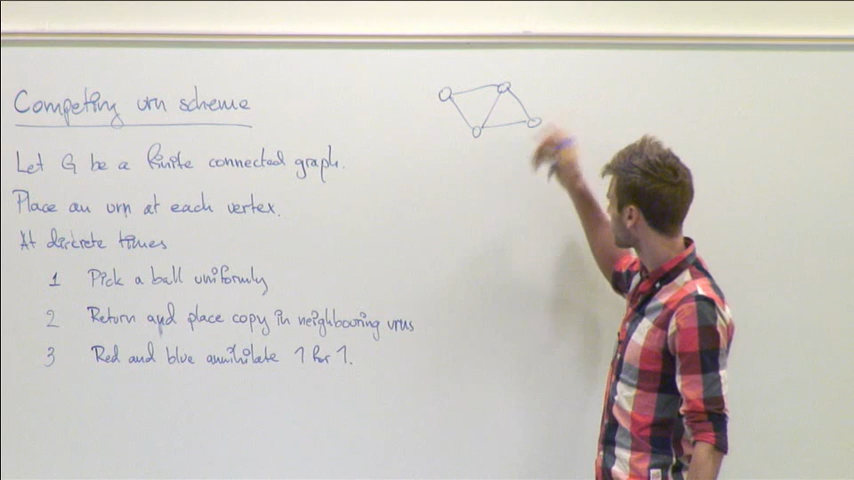 Competing urn scheme
Let G be a finite connected graph.
Place an urn at each vertex.
At discrete times
1 Pick a ball uniformly
2 Return and place copy in neighbouring urns
3 Red and blue annihilate 1 for 1.